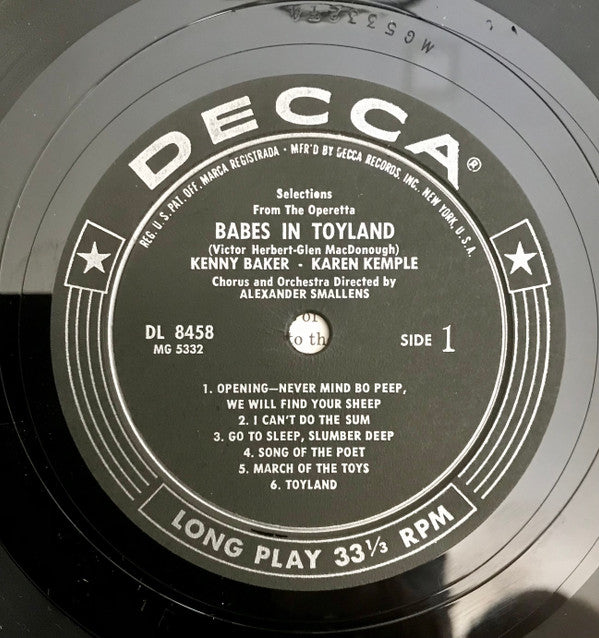 MG5332A
DECCA®
REG. U.S. PAT. OFF. MARCA REGISTRADA • MFR'D BY DECCA RECORDS, INC., NEW YORK, U.S.A.
Selections
From The Operetta
BABES IN TOYLAND
(Victor Herbert-Glen MacDonough)
KENNY BAKER · KAREN KEMPLE
Chorus and Orchestra Directed by
ALEXANDER SMALLENS
DL 8458
MG 5332
SIDE 1
to th
1. OPENING—NEVER MIND BO PEEP,
WE WILL FIND YOUR SHEEP
2. I CAN'T DO THE SUM
3. GO TO SLEEP, SLUMBER DEEP
4. SONG OF THE POET
5. MARCH OF THE TOYS
6. TOYLAND
LONG PLAY 33⅓ RPM